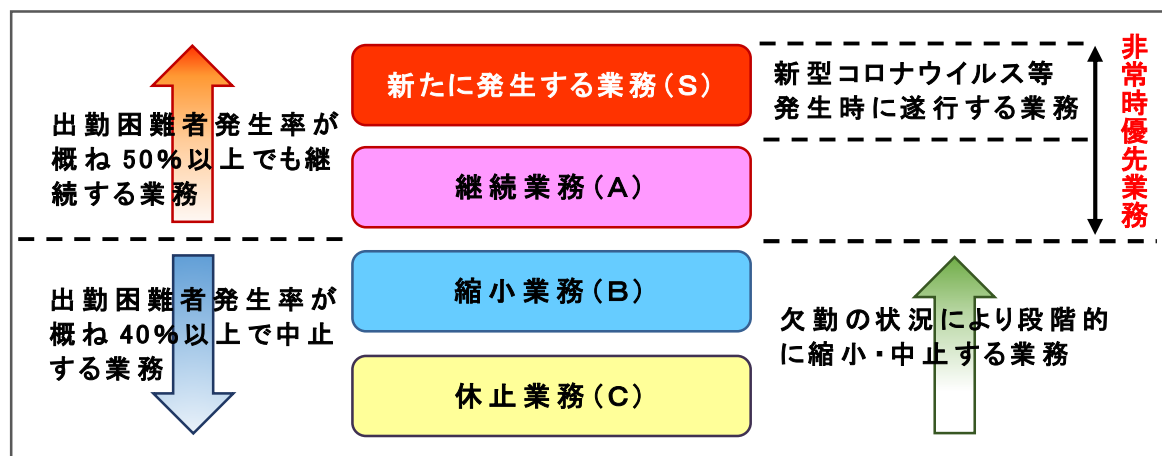 新たに発生する業務(S)
新型コロナウイルス等
発生時に遂行する業務
非常時優先業務
出勤困難者発生率が
概ね 50%以上でも継
続する業務
継続業務(A)
縮小業務(B)
出勤困難者発生率が
概ね 40%以上で中止
する業務
欠勤の状況により段階的
に縮小・中止する業務
休止業務(C)